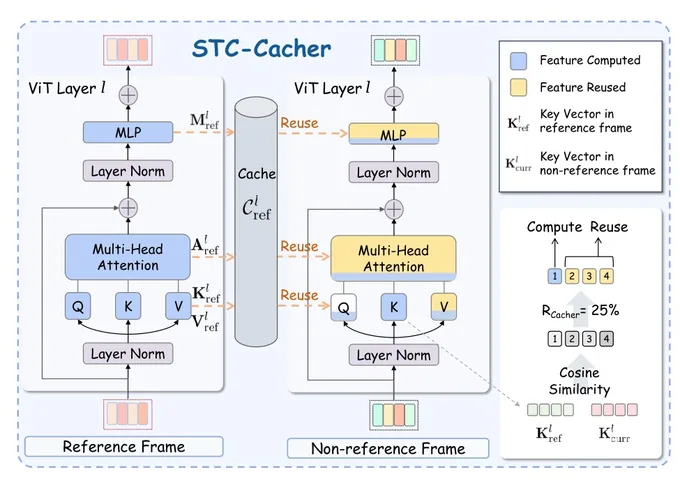 STC-Cacher
ViT Layer l
MLP
M^l_ref
Layer Norm
Multi-Head
Attention
A^l_ref
Q
K
V
K^l_ref
V^l_ref
Layer Norm
Reference Frame
Cache
C^l_ref
Reuse
Reuse
Reuse
ViT Layer l
MLP
Layer Norm
Multi-Head
Attention
Q
K
V
Layer Norm
Non-reference Frame
Feature Computed
Feature Reused
K^l_ref
Key Vector in
reference frame
K^l_curr
Key Vector in
non-reference frame
Compute Reuse
1 2 3 4
R_Cacher= 25%
1 2 3 4
Cosine
Similarity
K^l_ref K^l_curr